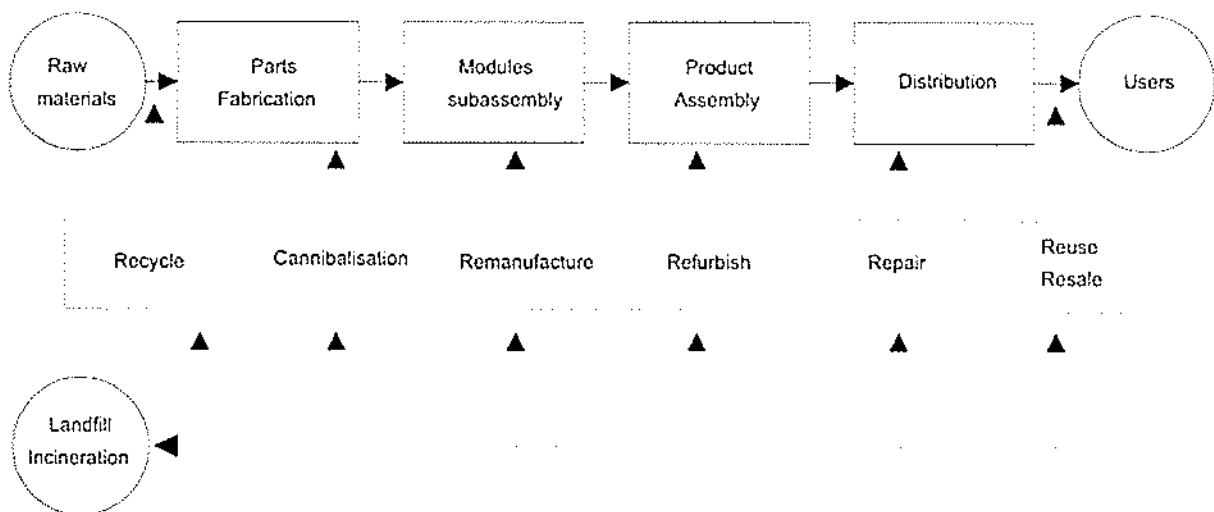 Raw
materials
Parts
Fabrication
Modules
subassembly
Product
Assembly
Distribution
Users
Recycle
Cannibalisation
Remanufacture
Refurbish
Repair
Reuse
Resale
Landfill
Incineration